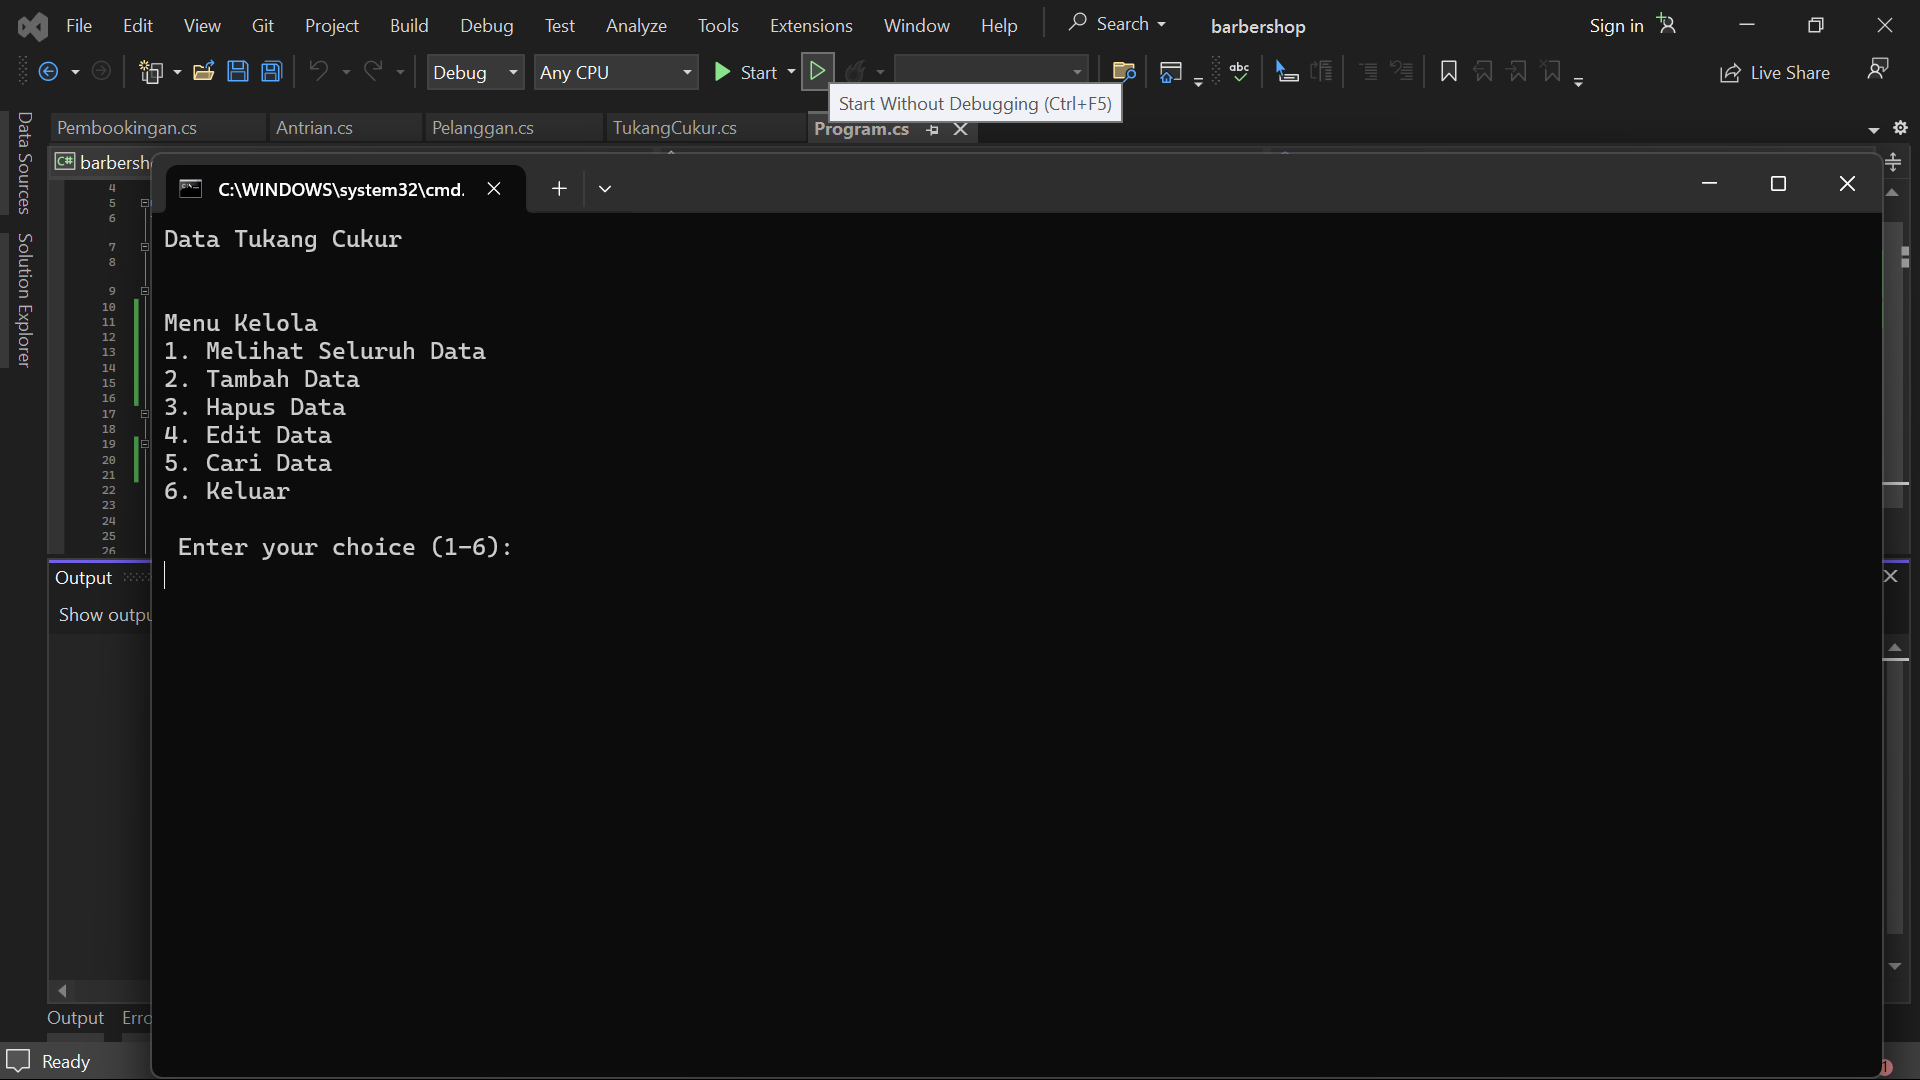 File Edit View Git Project Build Debug Test Analyze Tools Extensions Window Help Search barbershop Sign in
Debug Any CPU Start Live Share
Start Without Debugging (Ctrl+F5)
Pembookingan.cs Antrian.cs Pelanggan.cs TukangCukur.cs Program.cs
Data Sources
Solution Explorer
C# barbersh
C:\WINDOWS\system32\cmd.
4
5
6
7
8
9
10
11
12
13
14
15
16
17
18
19
20
21
22
23
24
25
26
Data Tukang Cukur
Menu Kelola
1. Melihat Seluruh Data
2. Tambah Data
3. Hapus Data
4. Edit Data
5. Cari Data
6. Keluar
Enter your choice (1-6):
Output
Show outpu
Output Erro
Ready
1